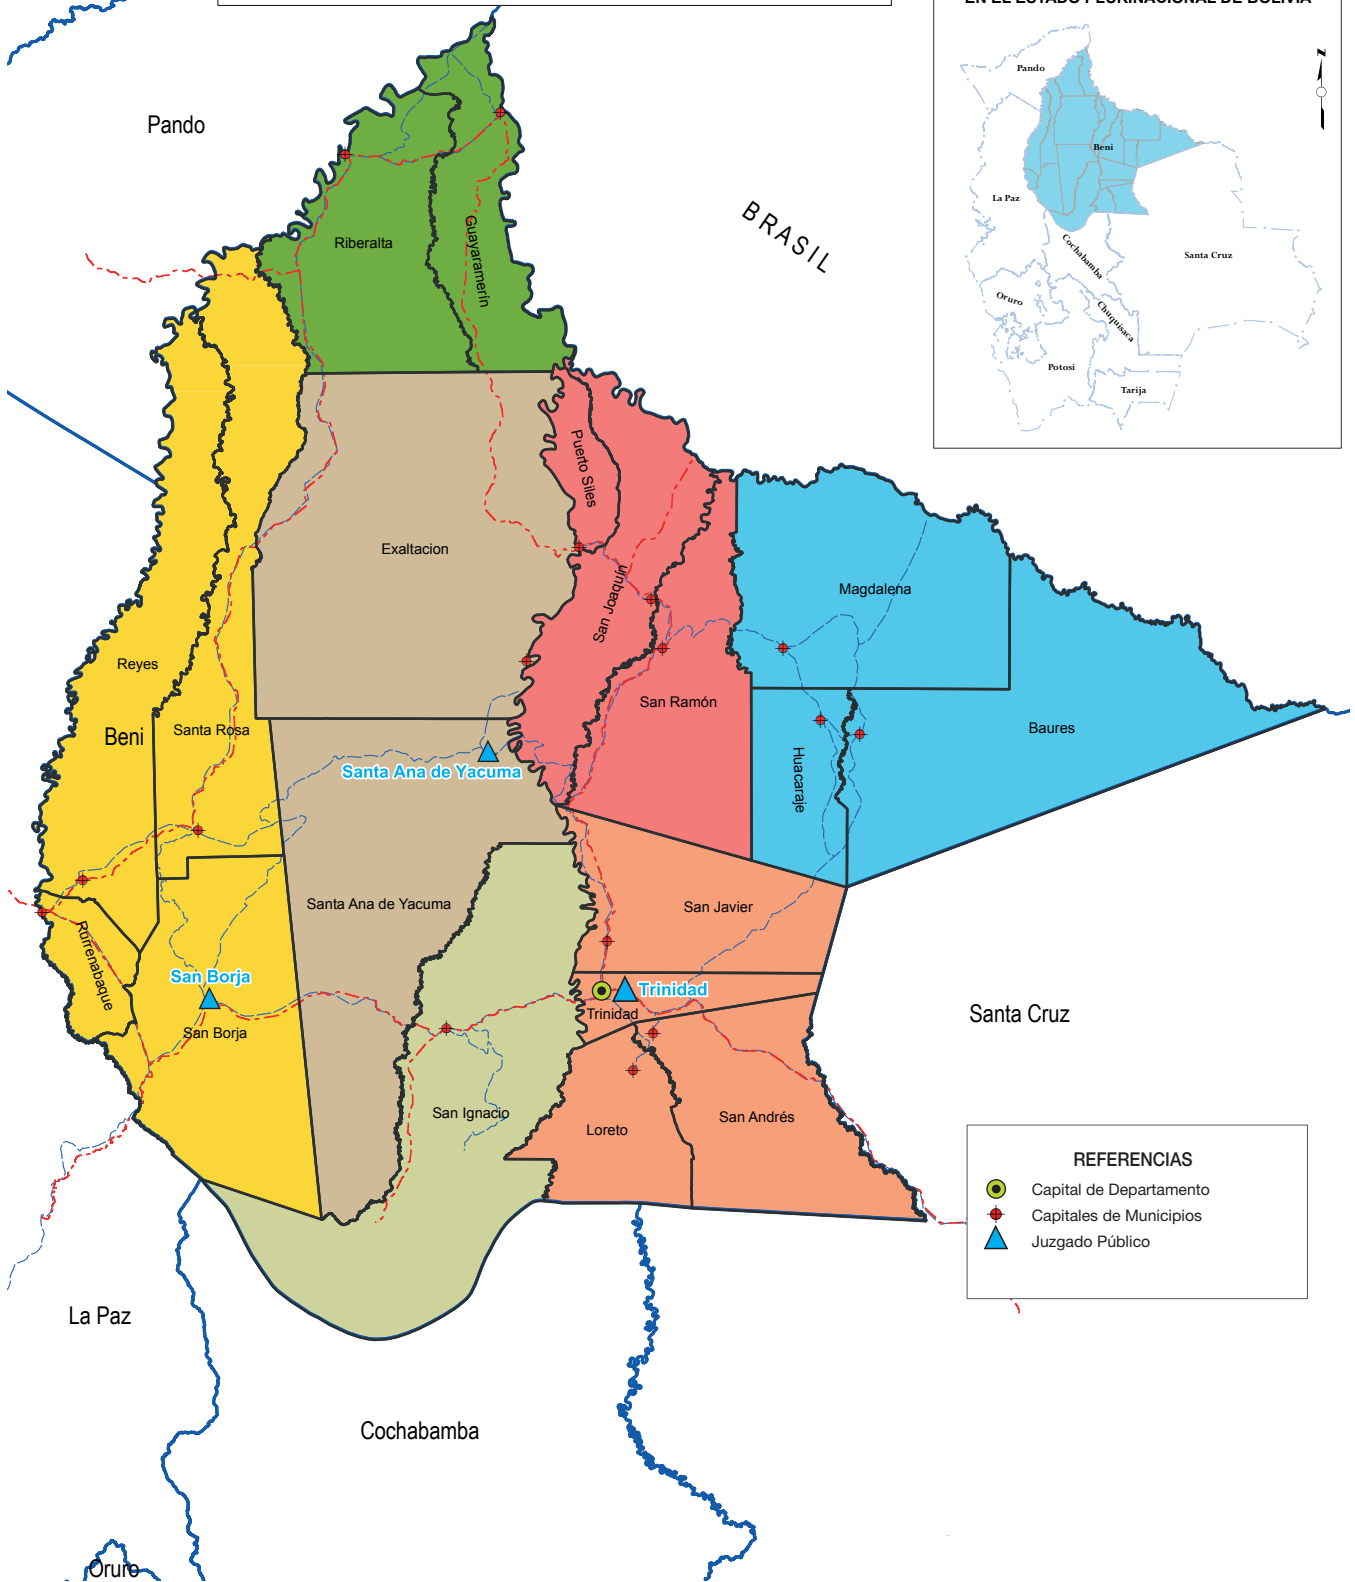 EN EL ESTADO PLURINACIONAL DE BOLIVIA
N
Pando
Beni
La Paz
Cochabamba
Santa Cruz
Oruro
Chuquisaca
Potosi
Tarija
Pando
BRASIL
Riberalta
Guayaramerín
Puerto Siles
Exaltacion
San Joaquín
Magdalena
Reyes
San Ramón
Beni
Santa Rosa
Baures
Huacaraje
Santa Ana de Yacuma
Santa Ana de Yacuma
San Javier
Rurrenabaque
San Borja
Trinidad
Trinidad
San Borja
Santa Cruz
San Ignacio
Loreto
San Andrés
REFERENCIAS
Capital de Departamento
Capitales de Municipios
Juzgado Público
La Paz
Cochabamba
Oruro